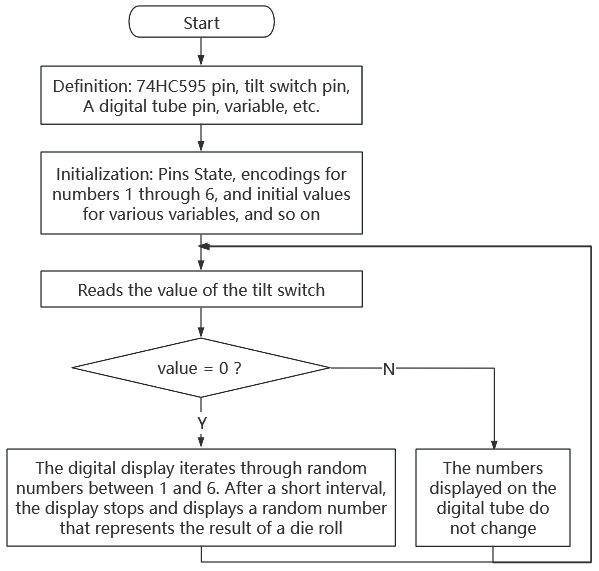 Start
Definition: 74HC595 pin, tilt switch pin,
A digital tube pin, variable, etc.
Initialization: Pins State, encodings for
numbers 1 through 6, and initial values
for various variables, and so on
Reads the value of the tilt switch
value = 0 ?
N
Y
The digital display iterates through random
numbers between 1 and 6. After a short interval,
the display stops and displays a random number
that represents the result of a die roll
The numbers
displayed on the
digital tube do
not change